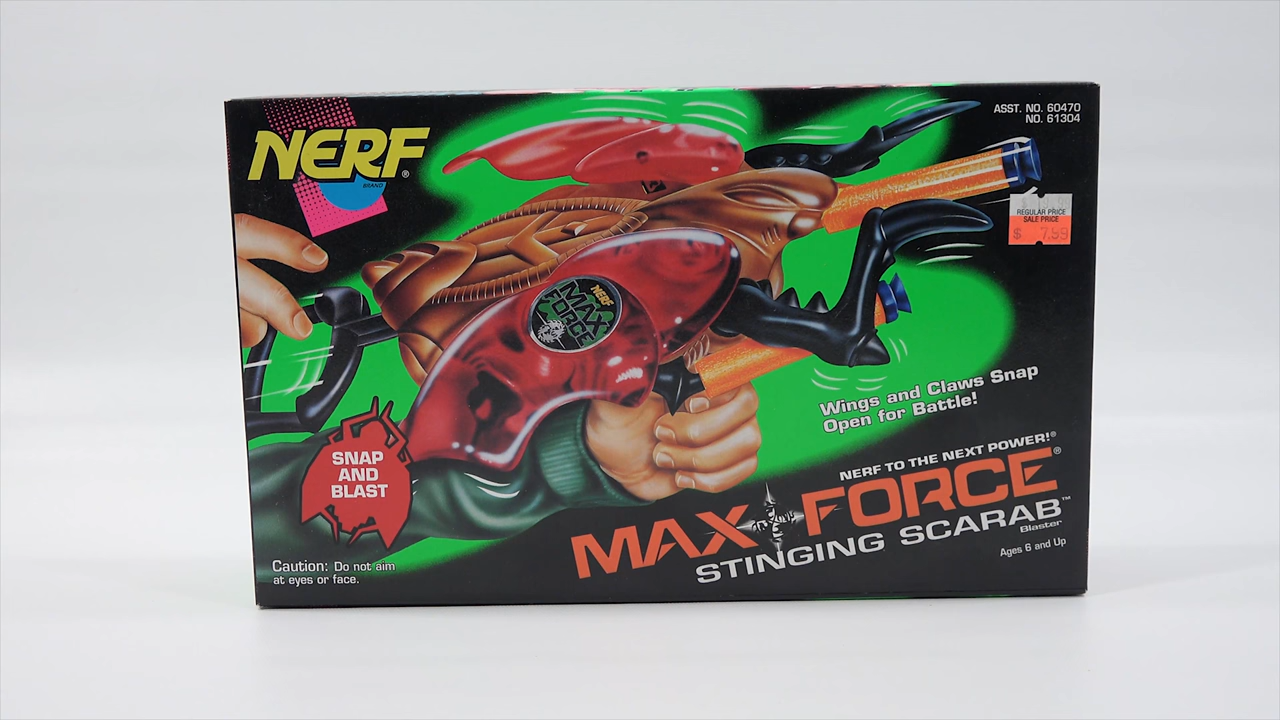 NERF®
BRAND
ASST. NO. 60470
NO. 61304
REGULAR PRICE
SALE PRICE
$ 7.99
NERF
MAX
FORCE
Wings and Claws Snap
Open for Battle!
SNAP
AND
BLAST
NERF TO THE NEXT POWER!®
MAX FORCE®
STINGING SCARAB™
Blaster
Ages 6 and Up
Caution: Do not aim
at eyes or face.